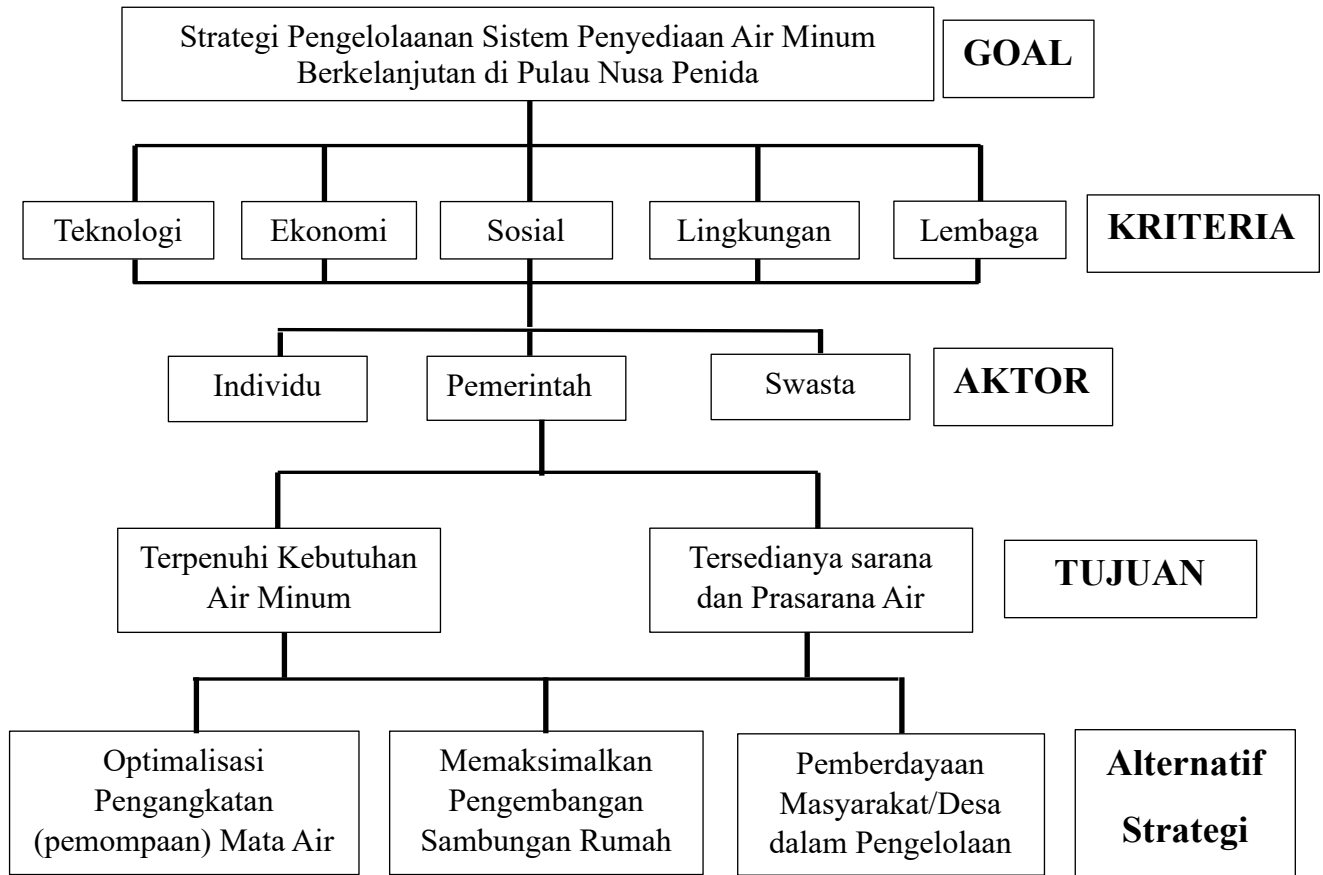 Strategi Pengelolaanan Sistem Penyediaan Air Minum
Berkelanjutan di Pulau Nusa Penida
GOAL
Teknologi
Ekonomi
Sosial
Lingkungan
Lembaga
KRITERIA
Individu
Pemerintah
Swasta
AKTOR
Terpenuhi Kebutuhan
Air Minum
Tersedianya sarana
dan Prasarana Air
TUJUAN
Optimalisasi
Pengangkatan
(pemompaan) Mata Air
Memaksimalkan
Pengembangan
Sambungan Rumah
Pemberdayaan
Masyarakat/Desa
dalam Pengelolaan
Alternatif
Strategi